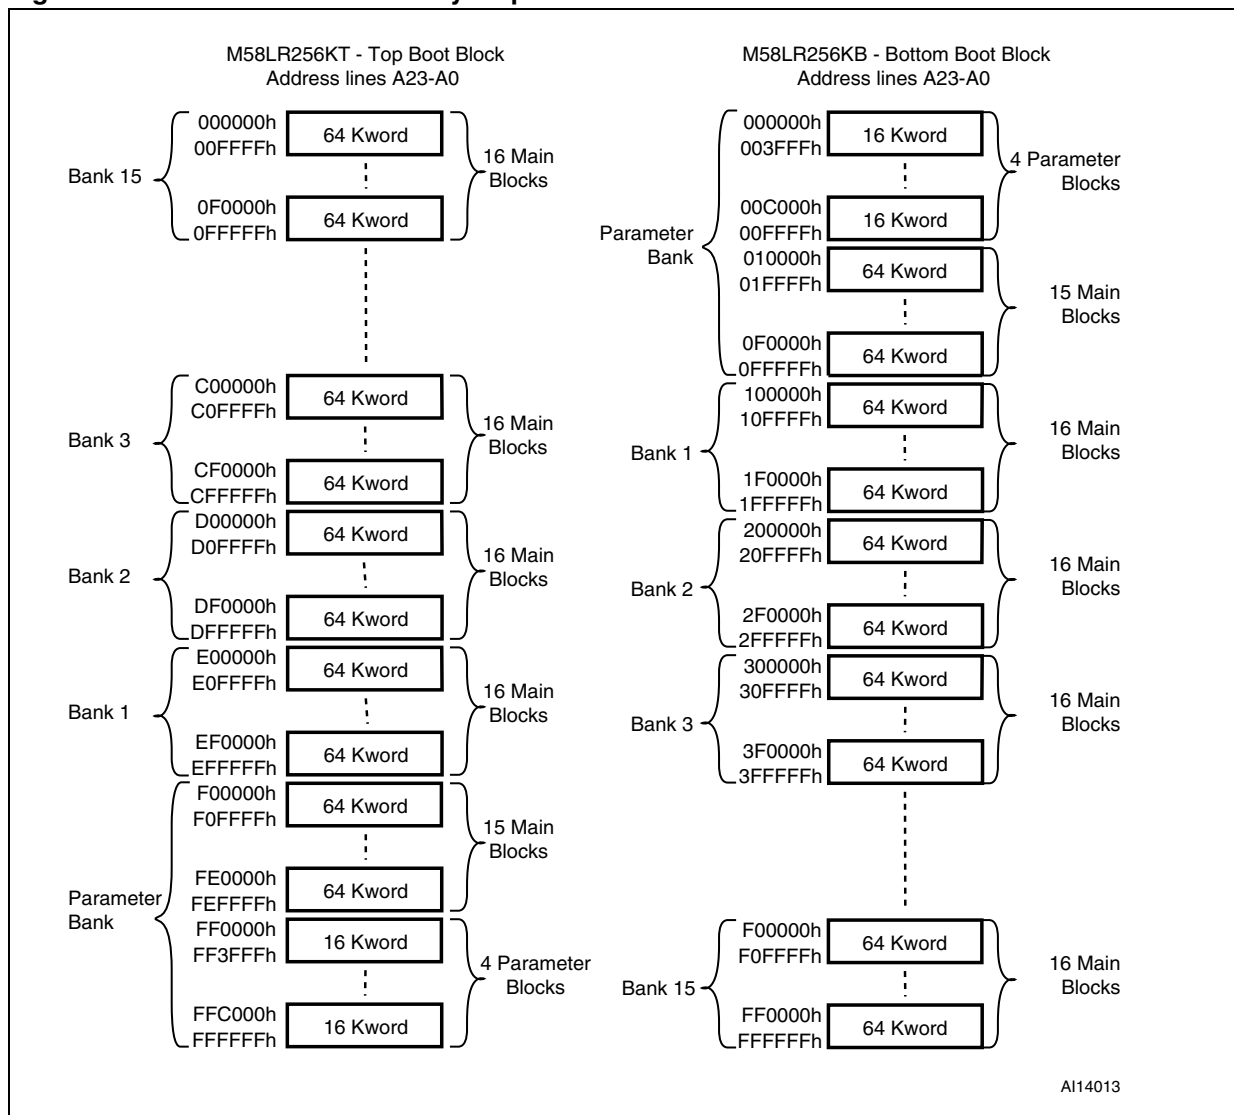 M58LR256KT - Top Boot Block
Address lines A23-A0
000000h
00FFFFh
64 Kword
Bank 15
16 Main
Blocks
0F0000h
0FFFFFh
64 Kword
C00000h
C0FFFFh
64 Kword
Bank 3
16 Main
Blocks
CF0000h
CFFFFFh
64 Kword
D00000h
D0FFFFh
64 Kword
Bank 2
16 Main
Blocks
DF0000h
DFFFFFh
64 Kword
E00000h
E0FFFFh
64 Kword
Bank 1
16 Main
Blocks
EF0000h
EFFFFFh
64 Kword
F00000h
F0FFFFh
64 Kword
15 Main
Blocks
FE0000h
FEFFFFh
64 Kword
Parameter
Bank
FF0000h
FF3FFFh
16 Kword
4 Parameter
Blocks
FFC000h
FFFFFFh
16 Kword
M58LR256KB - Bottom Boot Block
Address lines A23-A0
000000h
003FFFh
16 Kword
4 Parameter
Blocks
00C000h
00FFFFh
16 Kword
Parameter
Bank
010000h
01FFFFh
64 Kword
15 Main
Blocks
0F0000h
0FFFFFh
64 Kword
100000h
10FFFFh
64 Kword
Bank 1
16 Main
Blocks
1F0000h
1FFFFFh
64 Kword
200000h
20FFFFh
64 Kword
Bank 2
16 Main
Blocks
2F0000h
2FFFFFh
64 Kword
300000h
30FFFFh
64 Kword
Bank 3
16 Main
Blocks
3F0000h
3FFFFFh
64 Kword
F00000h
F0FFFFh
64 Kword
Bank 15
16 Main
Blocks
FF0000h
FFFFFFh
64 Kword
AI14013